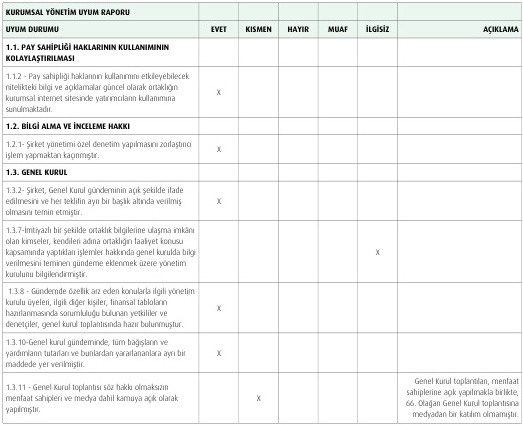 KURUMSAL YÖNETİM UYUM RAPORU
UYUM DURUMU EVET KISMEN HAYIR MUAF İLGİSİZ AÇIKLAMA
1.1. PAY SAHİPLİĞİ HAKLARININ KULLANIMININ
KOLAYLAŞTIRILMASI
1.1.2 - Pay sahipliği haklarının kullanımını etkileyebilecek
nitelikteki bilgi ve açıklamalar güncel olarak ortaklığın
kurumsal internet sitesinde yatırımcıların kullanımına
sunulmaktadır.
X
1.2. BİLGİ ALMA VE İNCELEME HAKKI
1.2.1- Şirket yönetimi özel denetim yapılmasını zorlaştırıcı
işlem yapmaktan kaçınmıştır.
X
1.3. GENEL KURUL
1.3.2- Şirket, Genel Kurul gündeminin açık şekilde ifade
edilmesini ve her teklifin ayrı bir başlık altında verilmiş
olmasını temin etmiştir.
X
1.3.7-İmtiyazlı bir şekilde ortaklık bilgilerine ulaşma imkânı
olan kimseler, kendileri adına ortaklığın faaliyet konusu
kapsamında yaptıkları işlemler hakkında genel kurulda bilgi
verilmesini teminen gündeme eklenmek üzere yönetim
kurulunu bilgilendirmiştir.
X
1.3.8 - Gündemde özellik arz eden konularla ilgili yönetim
kurulu üyeleri, ilgili diğer kişiler, finansal tabloların
hazırlanmasında sorumluluğu bulunan yetkililer ve
denetçiler, genel kurul toplantısında hazır bulunmuştur.
X
1.3.10-Genel kurul gündeminde, tüm bağışların ve
yardımların tutarları ve bunlardan yararlananlara ayrı bir
maddede yer verilmiştir.
X
1.3.11 - Genel Kurul toplantısı söz hakkı olmaksızın
menfaat sahipleri ve medya dahil kamuya açık olarak
yapılmıştır.
X
Genel Kurul toplantıları, menfaat
sahiplerine açık yapılmakla birlikte,
66. Olağan Genel Kurul toplantısına
medyadan bir katılım olmamıştır.